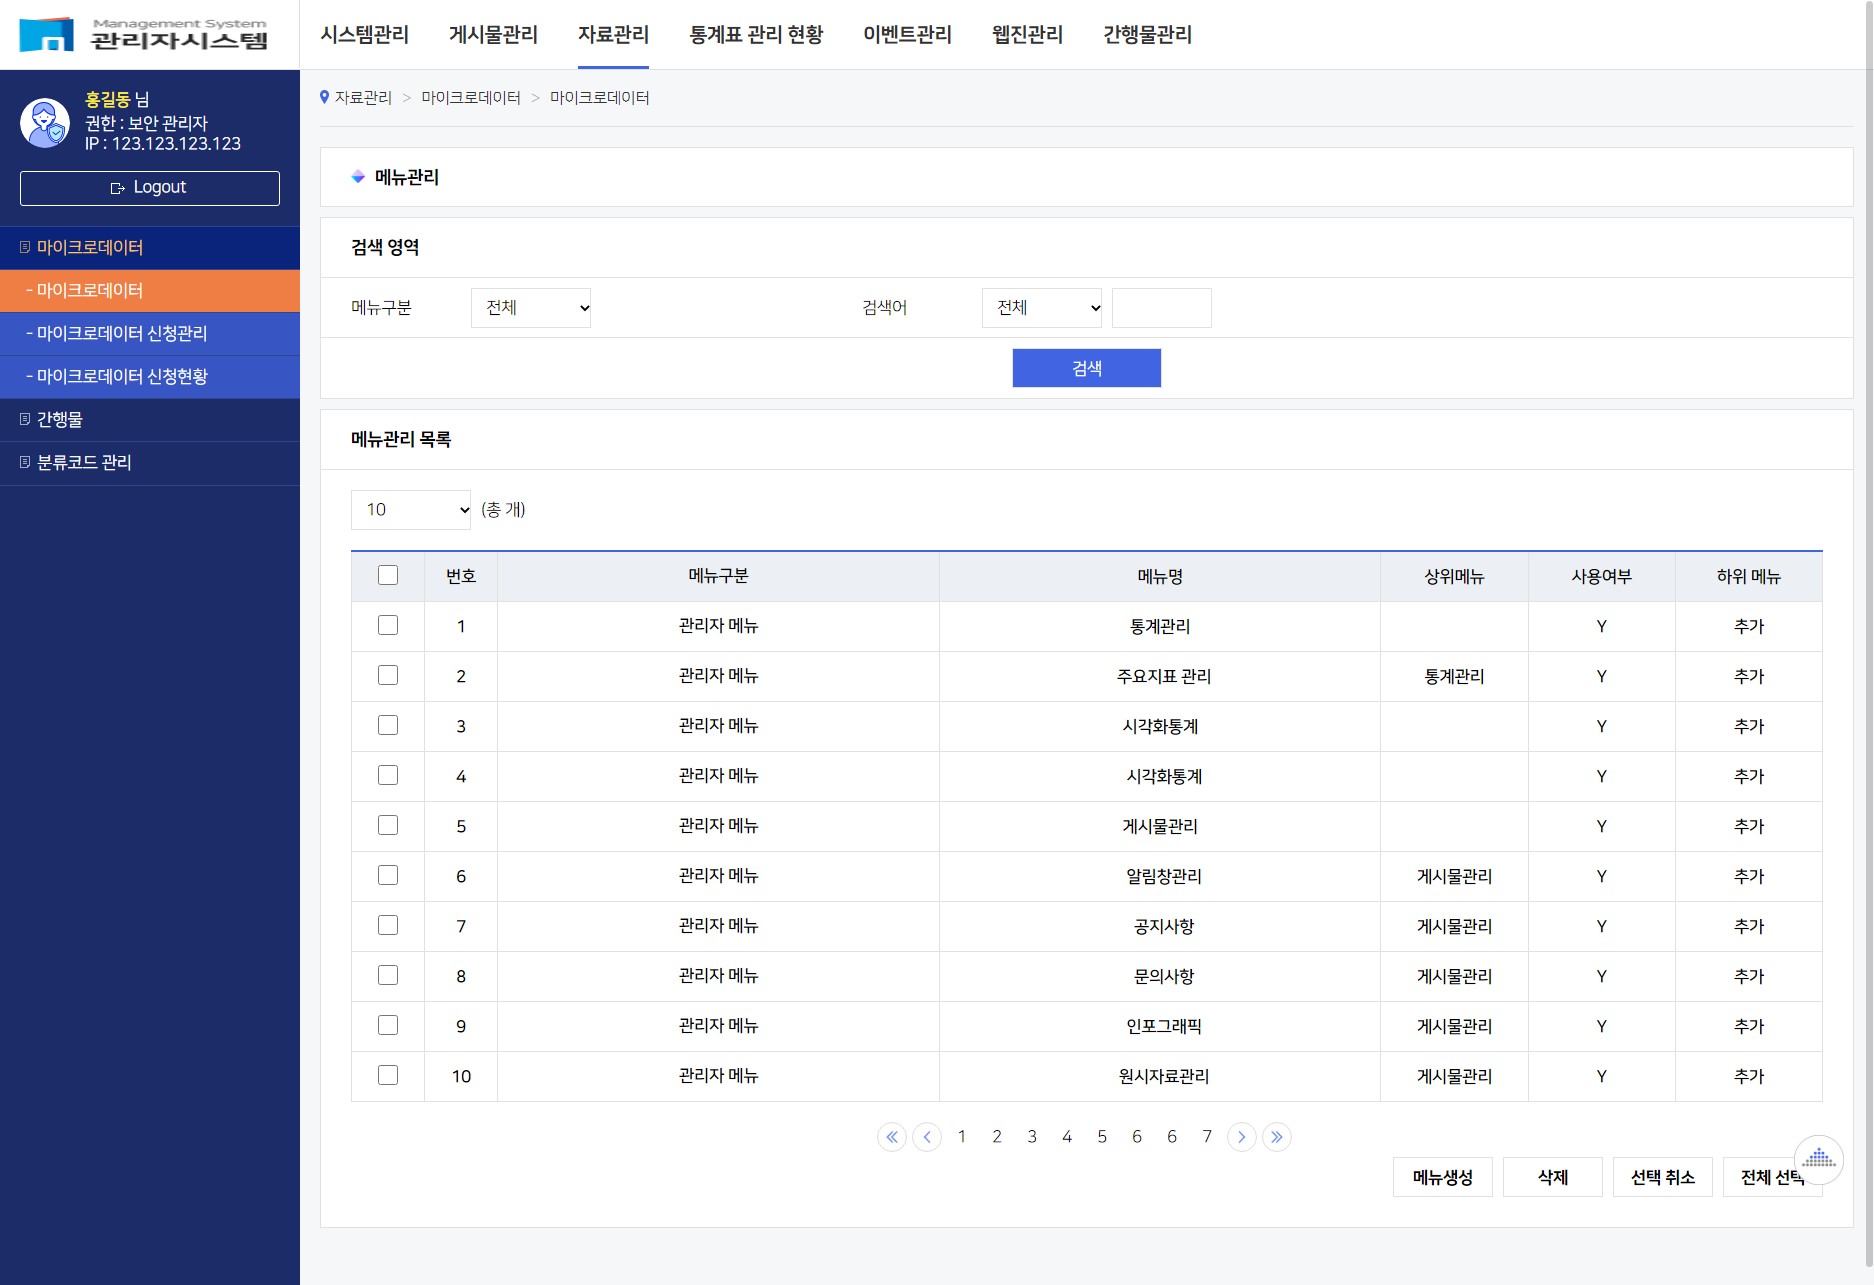 Management System
관리자시스템
시스템관리 게시물관리 자료관리 통계표 관리 현황 이벤트관리 웹진관리 간행물관리
홍길동 님
권한 : 보안 관리자
IP : 123.123.123.123
Logout
마이크로데이터
- 마이크로데이터
- 마이크로데이터 신청관리
- 마이크로데이터 신청현황
간행물
분류코드 관리
자료관리 > 마이크로데이터 > 마이크로데이터
메뉴관리
검색 영역
메뉴구분 전체 검색어 전체
검색
메뉴관리 목록
10 (총 개)
번호 메뉴구분 메뉴명 상위메뉴 사용여부 하위 메뉴
1 관리자 메뉴 통계관리 Y 추가
2 관리자 메뉴 주요지표 관리 통계관리 Y 추가
3 관리자 메뉴 시각화통계 Y 추가
4 관리자 메뉴 시각화통계 Y 추가
5 관리자 메뉴 게시물관리 Y 추가
6 관리자 메뉴 알림창관리 게시물관리 Y 추가
7 관리자 메뉴 공지사항 게시물관리 Y 추가
8 관리자 메뉴 문의사항 게시물관리 Y 추가
9 관리자 메뉴 인포그래픽 게시물관리 Y 추가
10 관리자 메뉴 원시자료관리 게시물관리 Y 추가
1 2 3 4 5 6 6 7
메뉴생성 삭제 선택 취소 전체 선택